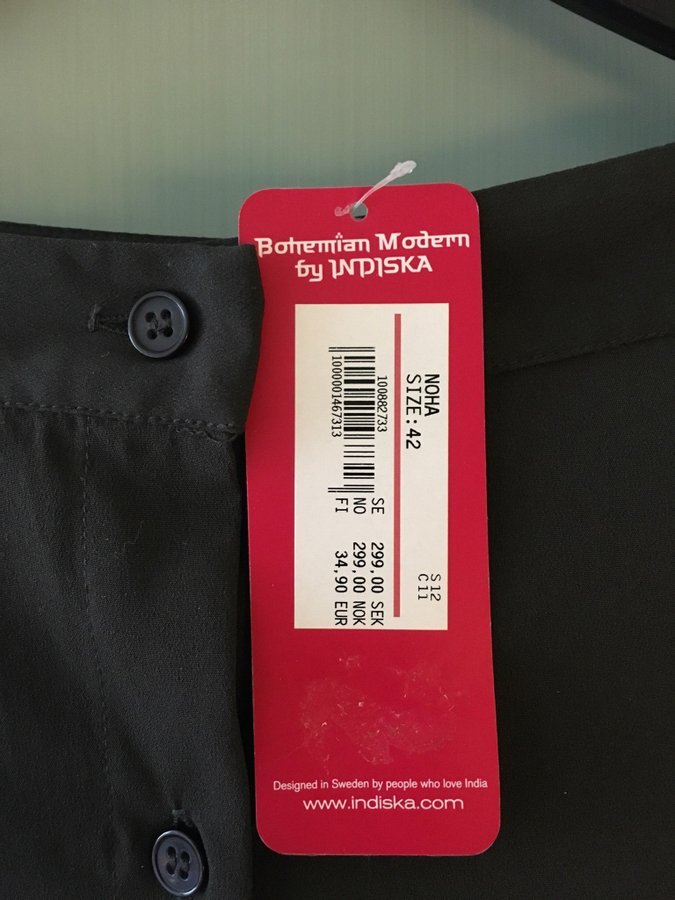 Bohemian Modern
by INDISKA
NOHA
SIZE:42
S12
C11
100882733
1000001467313
SE 299,00 SEK
NO 299,00 NOK
FI 34,90 EUR
Designed in Sweden by people who love India
www.indiska.com